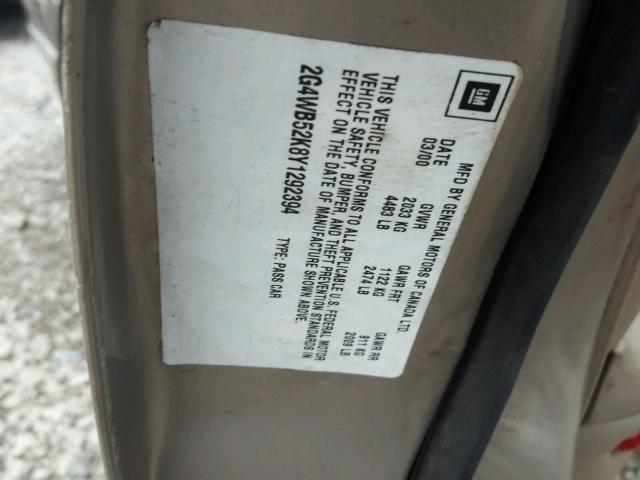 GM
MFD BY GENERAL MOTORS OF CANADA LTD.
DATE GVWR GAWR FRT GAWR RR
03/00 2033 KG 1122 KG 911 KG
4483 LB 2474 LB 2009 LB
THIS VEHICLE CONFORMS TO ALL APPLICABLE U.S. FEDERAL MOTOR
VEHICLE SAFETY, BUMPER, AND THEFT PREVENTION STANDARDS IN
EFFECT ON THE DATE OF MANUFACTURE SHOWN ABOVE.
2G4WB52K8Y1292394 TYPE: PASS CAR